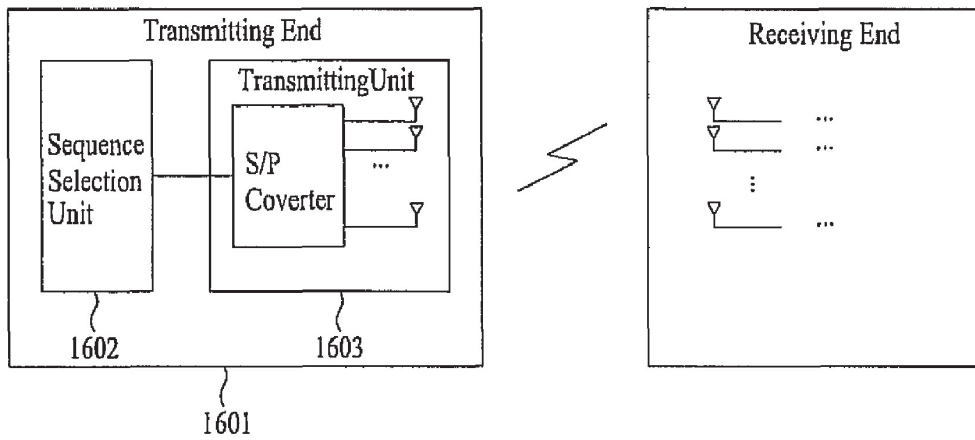 Transmitting End
Sequence
Selection
Unit
TransmittingUnit
S/P
Coverter
...
1602
1603
1601
Receiving End
...
...
...
...